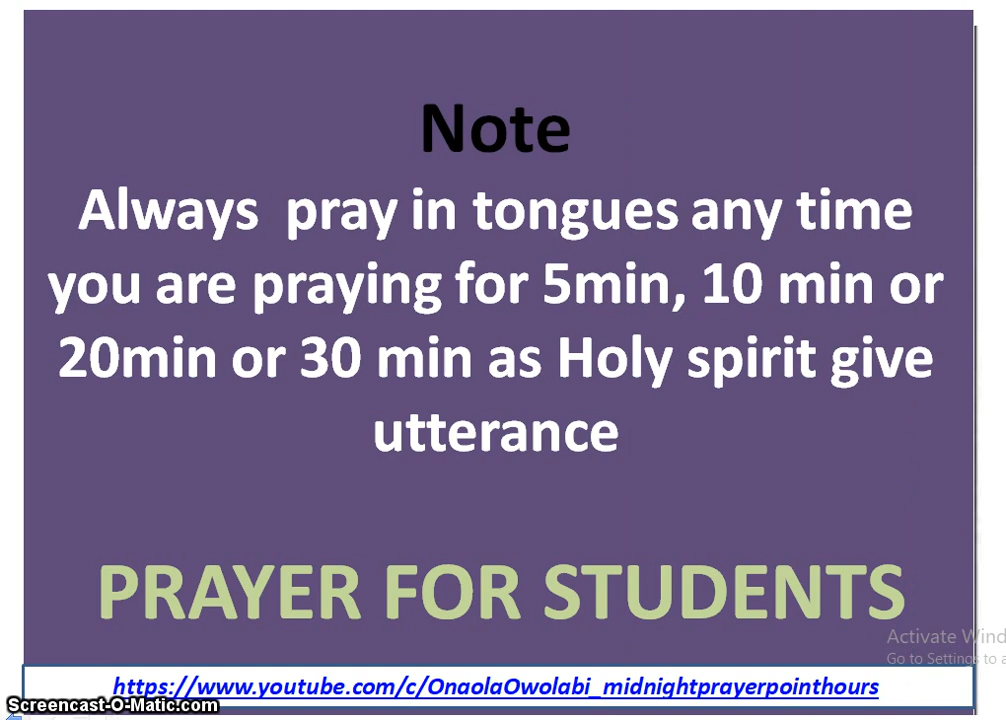 Note
Always  pray in tongues any time
you are praying for 5min, 10 min or
20min or 30 min as Holy spirit give
utterance
PRAYER FOR STUDENTS
Activate Wind
Go to Settings to a
https://www.youtube.com/c/OnaolaOwolabi_midnightprayerpointhours
Screencast-O-Matic.com